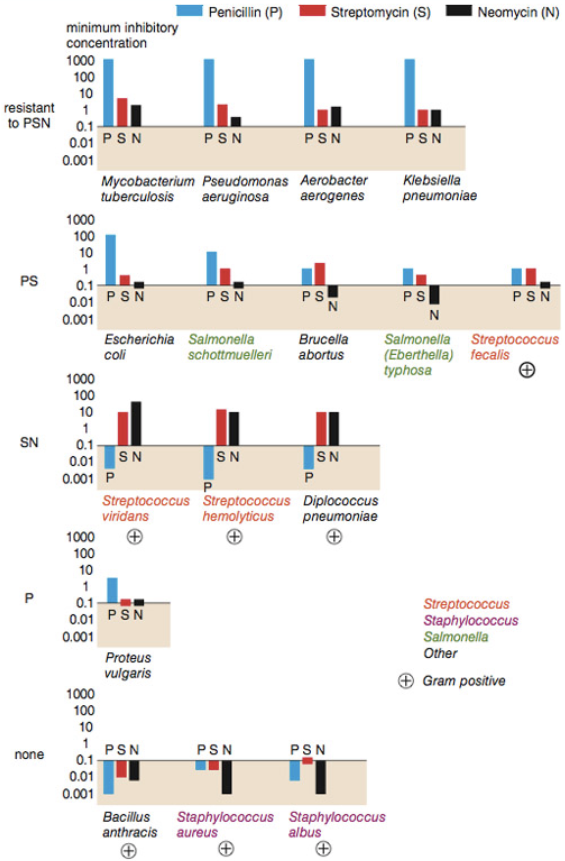 Penicillin (P) Streptomycin (S) Neomycin (N)
minimum inhibitory
concentration
1000
100
10
1
0.1
0.01
0.001
resistant
to PSN
P S N P S N P S N P S N
Mycobacterium
tuberculosis
Pseudomonas
aeruginosa
Aerobacter
aerogenes
Klebsiella
pneumoniae
1000
100
10
1
0.1
0.01
0.001
PS
P S N P S N P S N P S N P S N
Escherichia
coli
Salmonella
schottmuelleri
Brucella
abortus
Salmonella
(Eberthella)
typhosa
Streptococcus
fecalis
1000
100
10
1
0.1
0.01
0.001
SN
P S N P S N P S N
Streptococcus
viridans
Streptococcus
hemolyticus
Diplococcus
pneumoniae
1000
100
10
1
0.1
0.01
0.001
P
P S N
Proteus
vulgaris
Streptococcus
Staphylococcus
Salmonella
Other
Gram positive
1000
100
10
1
0.1
0.01
0.001
none
P S N P S N P S N
Bacillus
anthracis
Staphylococcus
aureus
Staphylococcus
albus